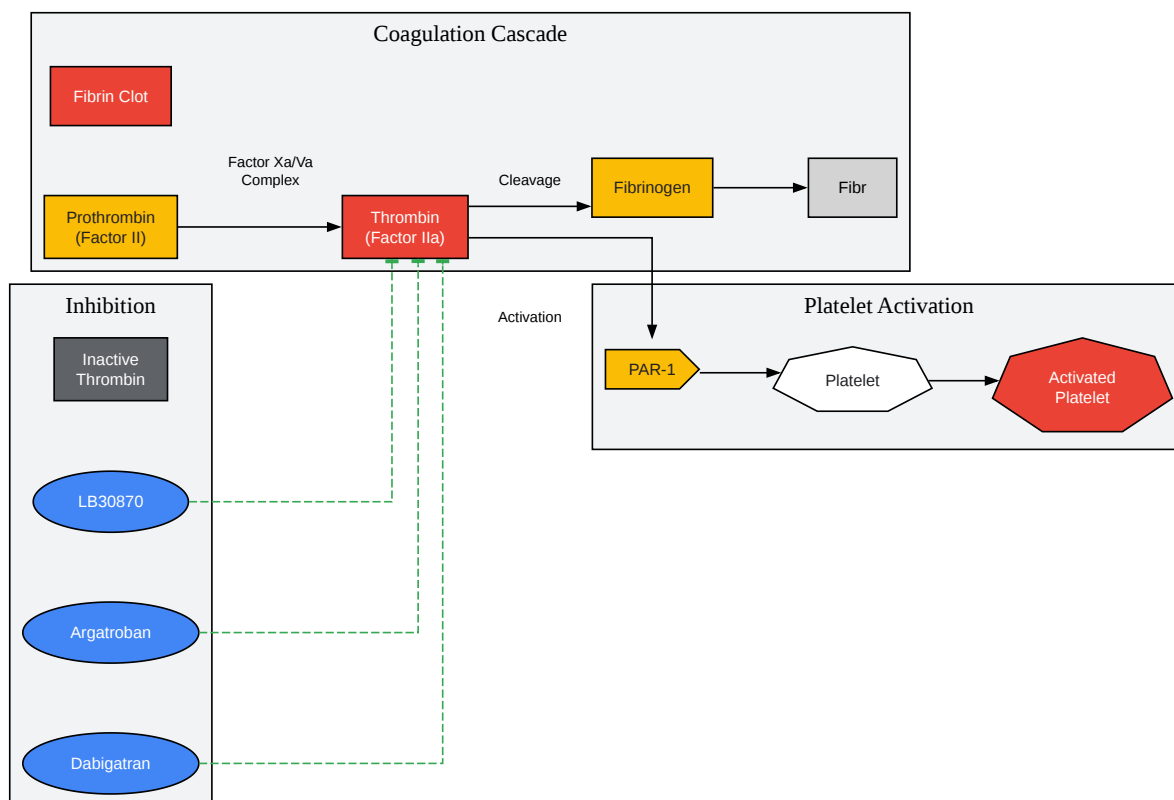 Coagulation Cascade
Fibrin Clot
Factor Xa/Va
Complex
Cleavage
Fibrinogen
Fibr
Prothrombin
(Factor II)
Thrombin
(Factor IIa)
Inhibition
Inactive
Thrombin
LB30870
Argatroban
Dabigatran
Activation
Platelet Activation
PAR-1
Platelet
Activated
Platelet